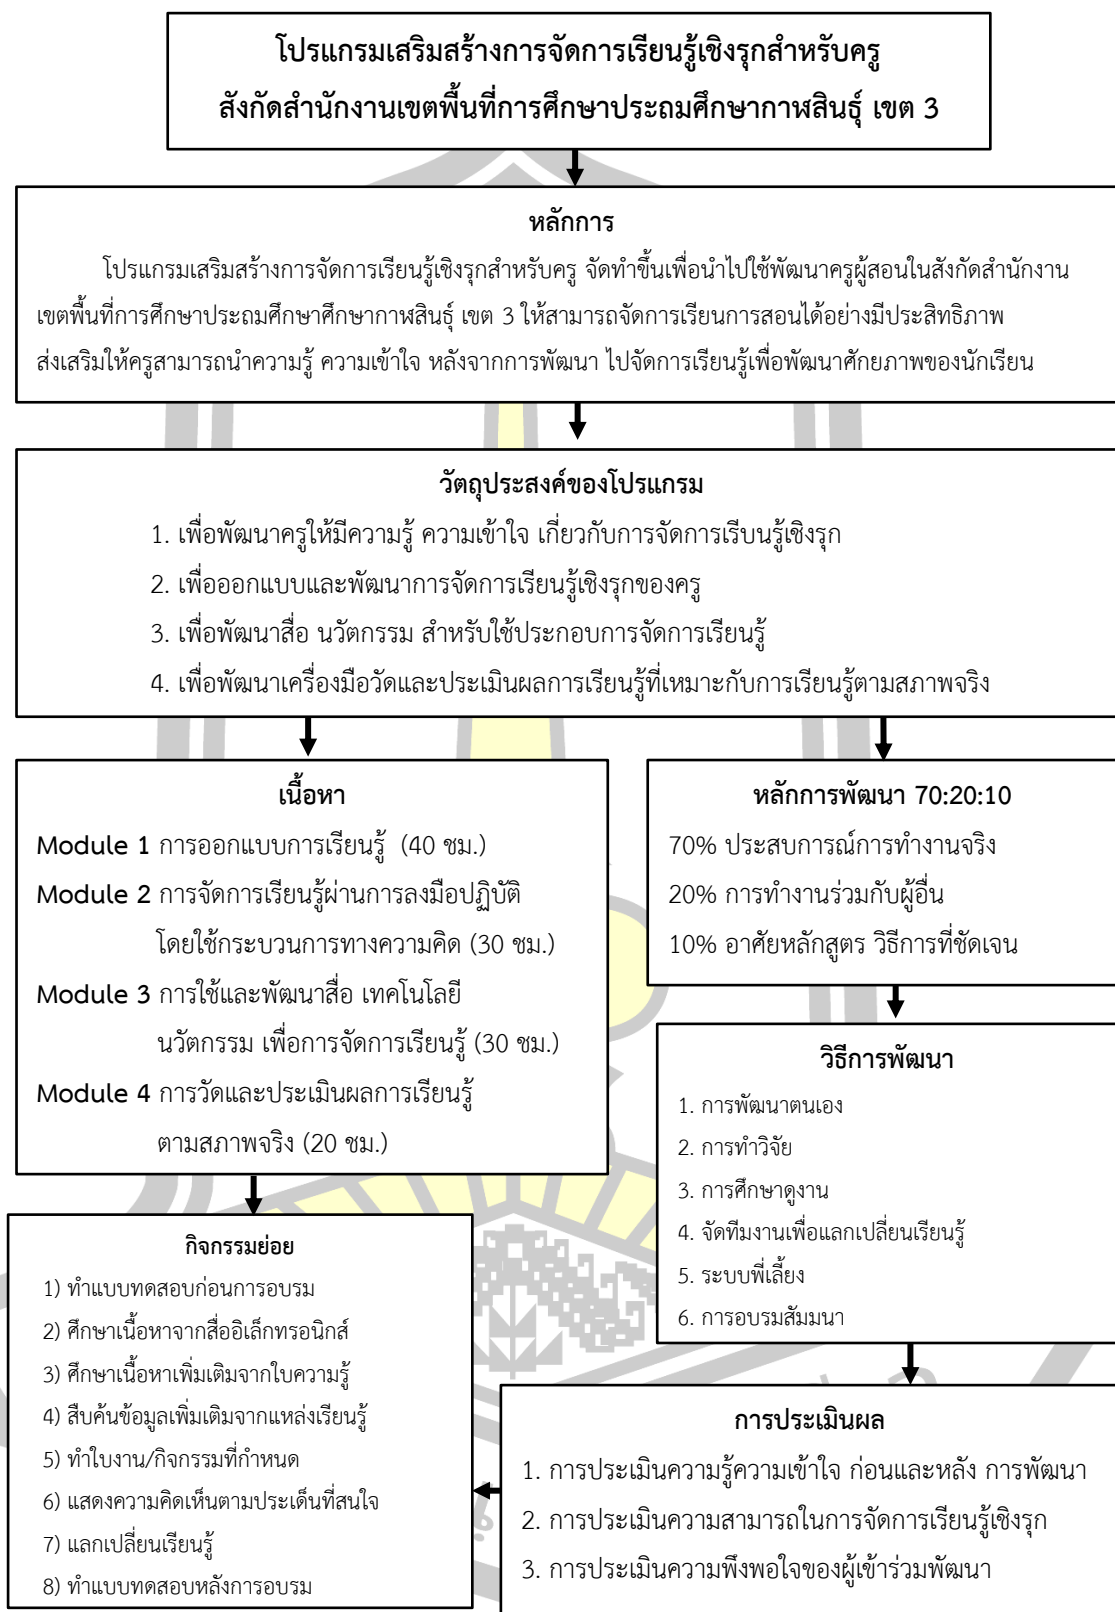 โปรแกรมเสริมสร้างการจัดการเรียนรู้เชิงรุกสำหรับครู
สังกัดสำนักงานเขตพื้นที่การศึกษาประถมศึกษากาฬสินธุ์ เขต 3
หลักการ
โปรแกรมเสริมสร้างการจัดการเรียนรู้เชิงรุกสำหรับครู จัดทำขึ้นเพื่อนำไปใช้พัฒนาครูผู้สอนในสังกัดสำนักงาน
เขตพื้นที่การศึกษาประถมศึกษาศึกษากาฬสินธุ์ เขต 3 ให้สามารถจัดการเรียนการสอนได้อย่างมีประสิทธิภาพ
ส่งเสริมให้ครูสามารถนำความรู้ ความเข้าใจ หลังจากการพัฒนา ไปจัดการเรียนรู้เพื่อพัฒนาศักยภาพของนักเรียน
วัตถุประสงค์ของโปรแกรม
1. เพื่อพัฒนาครูให้มีความรู้ ความเข้าใจ เกี่ยวกับการจัดการเรีบนรู้เชิงรุก
2. เพื่อออกแบบและพัฒนาการจัดการเรียนรู้เชิงรุกของครู
3. เพื่อพัฒนาสื่อ นวัตกรรม สำหรับใช้ประกอบการจัดการเรียนรู้
4. เพื่อพัฒนาเครื่องมือวัดและประเมินผลการเรียนรู้ที่เหมาะกับการเรียนรู้ตามสภาพจริง
เนื้อหา
Module 1 การออกแบบการเรียนรู้ (40 ชม.)
Module 2 การจัดการเรียนรู้ผ่านการลงมือปฏิบัติ
โดยใช้กระบวนการทางความคิด (30 ชม.)
Module 3 การใช้และพัฒนาสื่อ เทคโนโลยี
นวัตกรรม เพื่อการจัดการเรียนรู้ (30 ชม.)
Module 4 การวัดและประเมินผลการเรียนรู้
ตามสภาพจริง (20 ชม.)
หลักการพัฒนา 70:20:10
70% ประสบการณ์การทำงานจริง
20% การทำงานร่วมกับผู้อื่น
10% อาศัยหลักสูตร วิธีการที่ชัดเจน
วิธีการพัฒนา
1. การพัฒนาตนเอง
2. การทำวิจัย
3. การศึกษาดูงาน
4. จัดทีมงานเพื่อแลกเปลี่ยนเรียนรู้
5. ระบบพี่เลี้ยง
6. การอบรมสัมมนา
กิจกรรมย่อย
1) ทำแบบทดสอบก่อนการอบรม
2) ศึกษาเนื้อหาจากสื่ออิเล็กทรอนิกส์
3) ศึกษาเนื้อหาเพิ่มเติมจากใบความรู้
4) สืบค้นข้อมูลเพิ่มเติมจากแหล่งเรียนรู้
5) ทำใบงาน/กิจกรรมที่กำหนด
6) แสดงความคิดเห็นตามประเด็นที่สนใจ
7) แลกเปลี่ยนเรียนรู้
8) ทำแบบทดสอบหลังการอบรม
การประเมินผล
1. การประเมินความรู้ความเข้าใจ ก่อนและหลัง การพัฒนา
2. การประเมินความสามารถในการจัดการเรียนรู้เชิงรุก
3. การประเมินความพึงพอใจของผู้เข้าร่วมพัฒนา